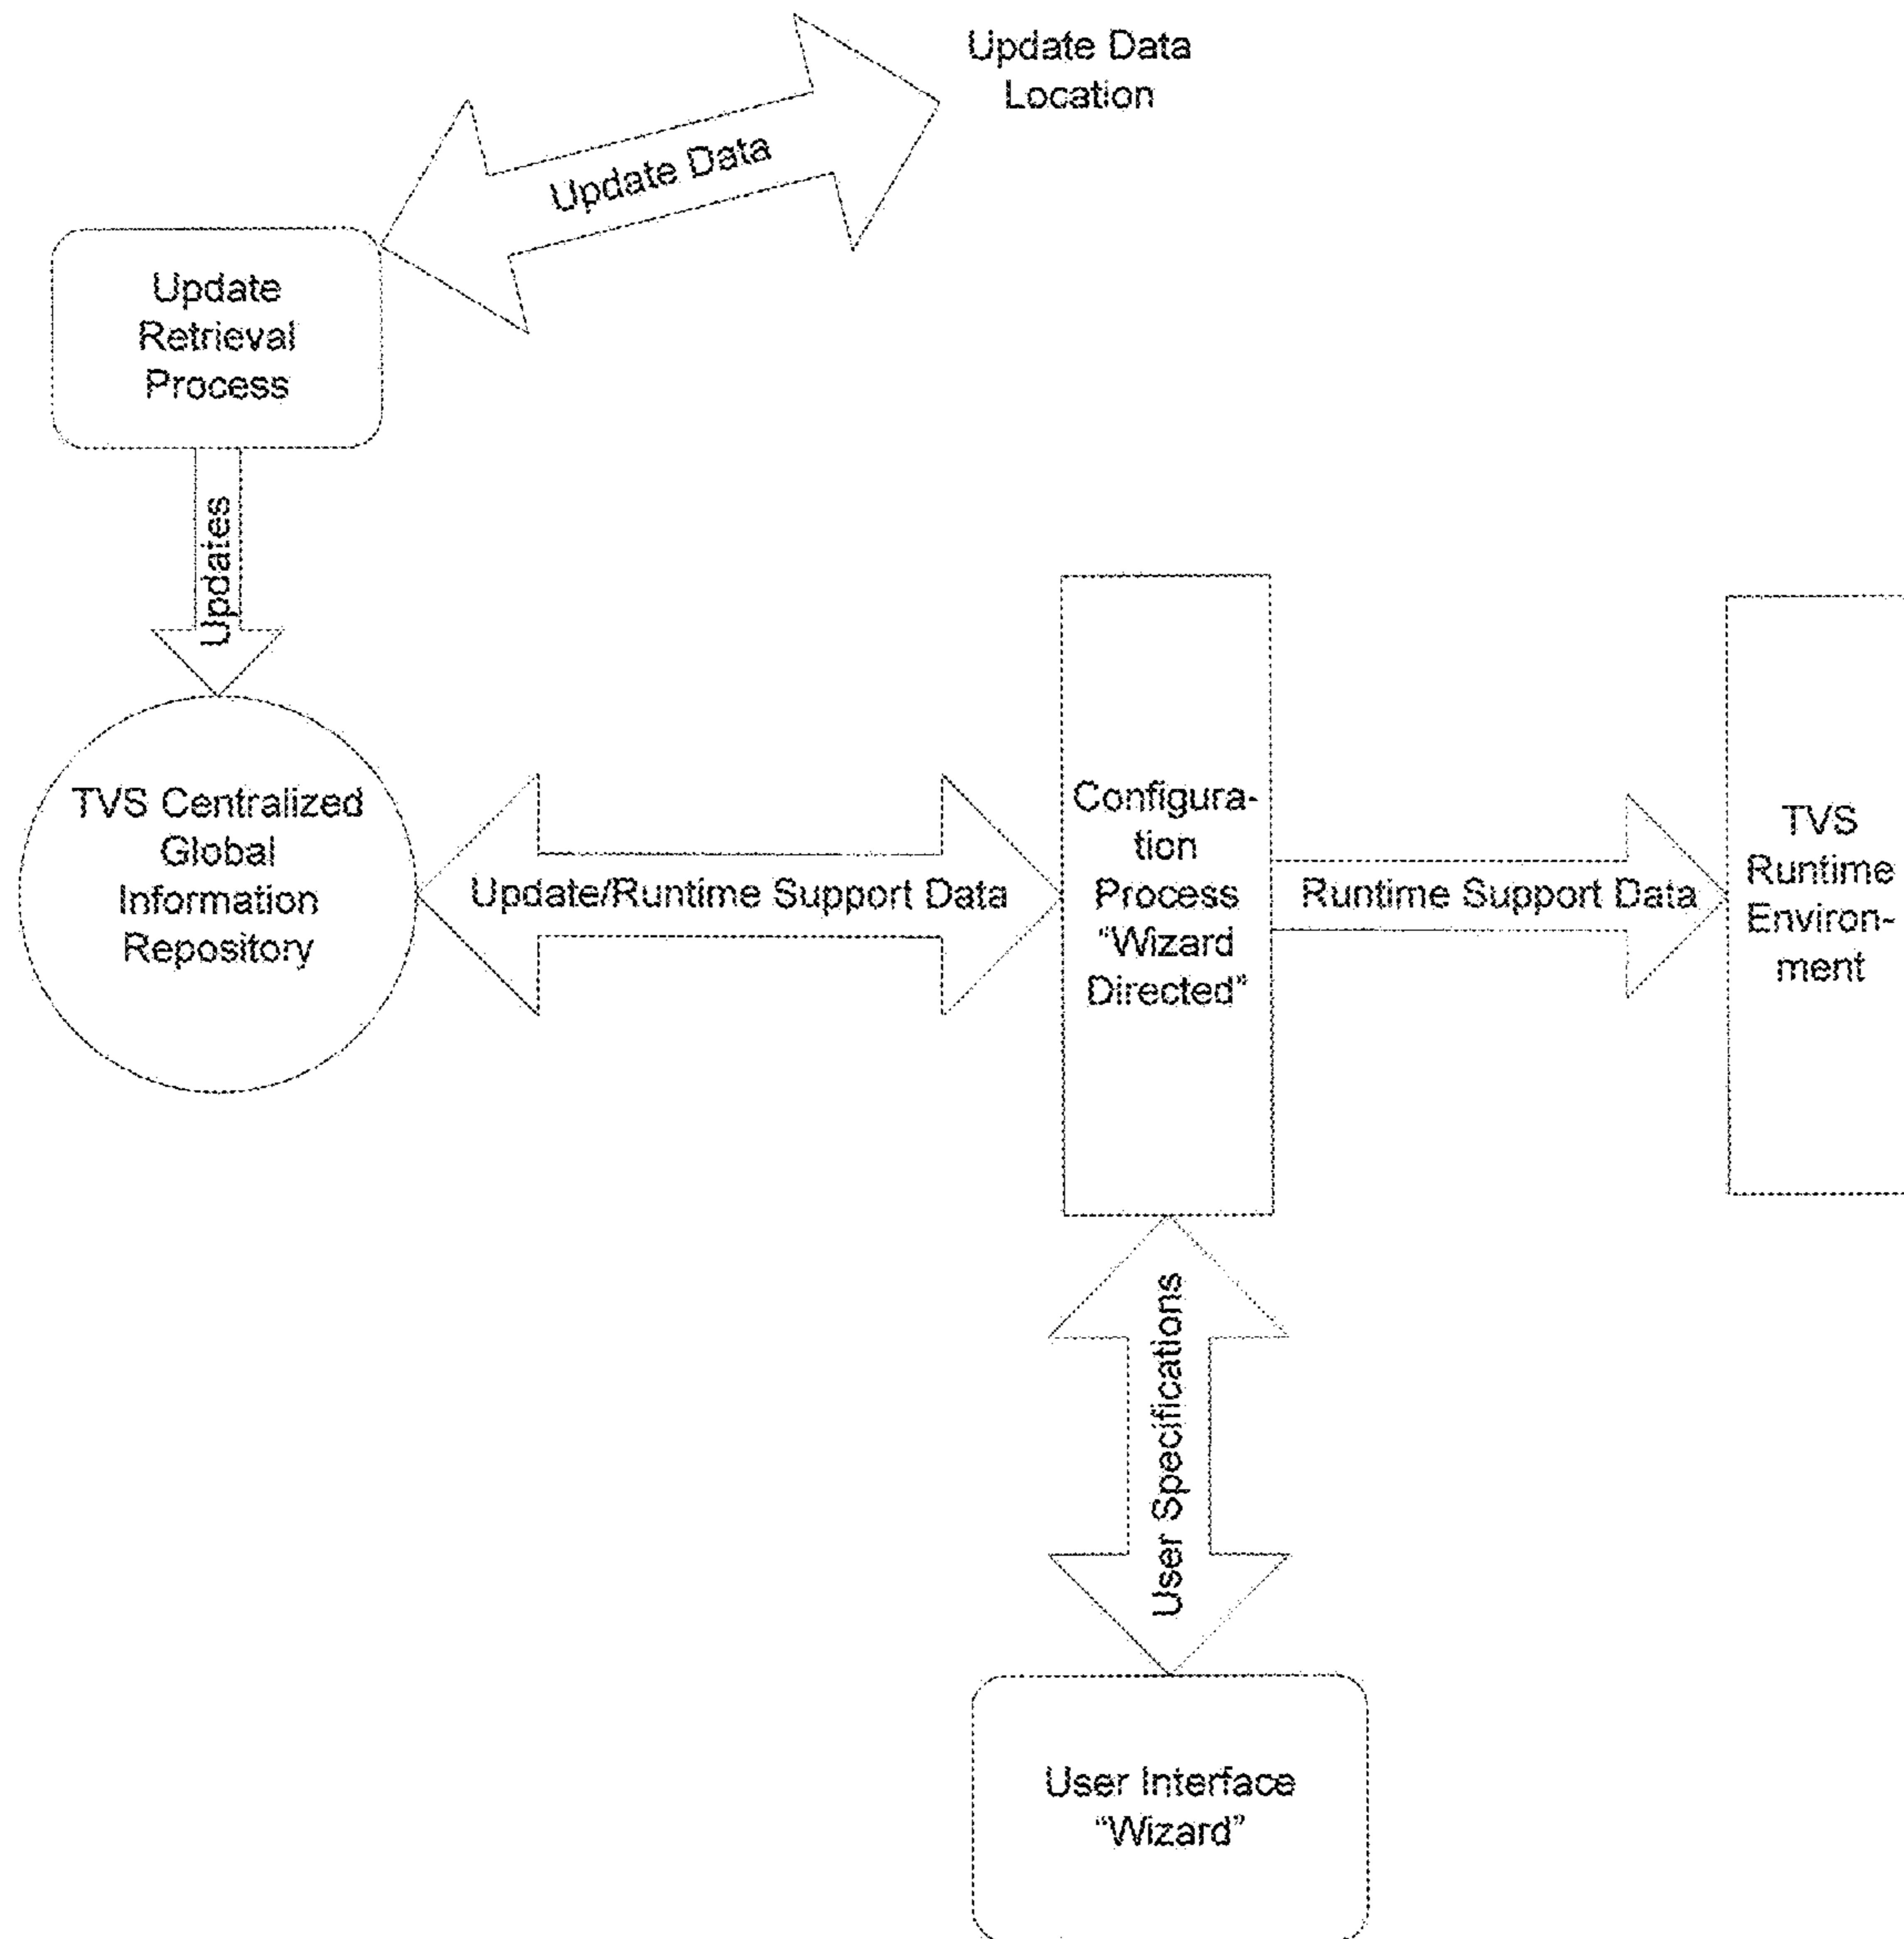 Update Data
Location
Update Data
Update
Retrieval
Process
Updates
TVS Centralized
Global
Information
Repository
Update/Runtime Support Data
Configura-
tion
Process
“Wizard
Directed”
Runtime Support Data
TVS
Runtime
Environ-
ment
User Specifications
User Interface
“Wizard”